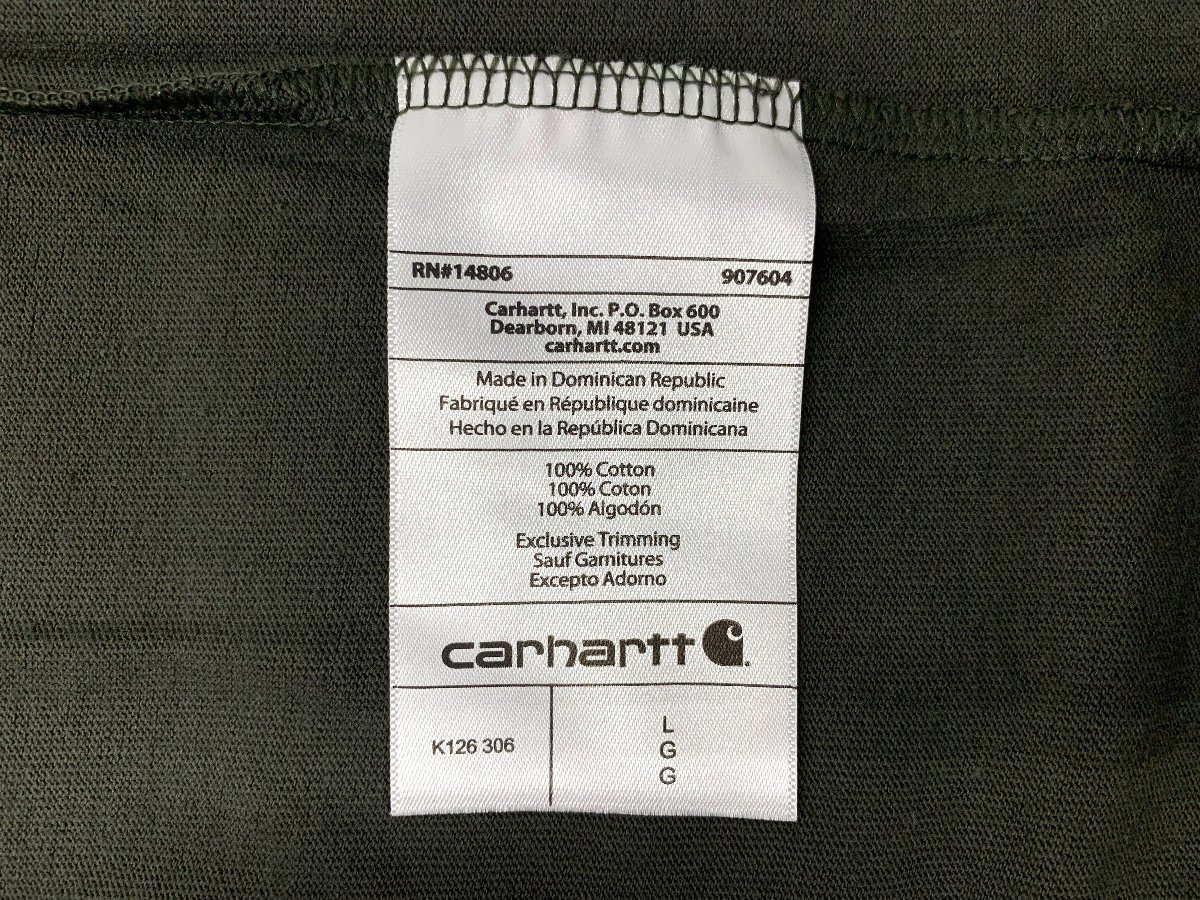 RN#14806 907604
Carhartt, Inc. P.O. Box 600
Dearborn, MI 48121 USA
carhartt.com
Made in Dominican Republic
Fabriqué en République dominicaine
Hecho en la República Dominicana
100% Cotton
100% Coton
100% Algodón
Exclusive Trimming
Sauf Garnitures
Excepto Adorno
carhartt
K126 306
L
G
G